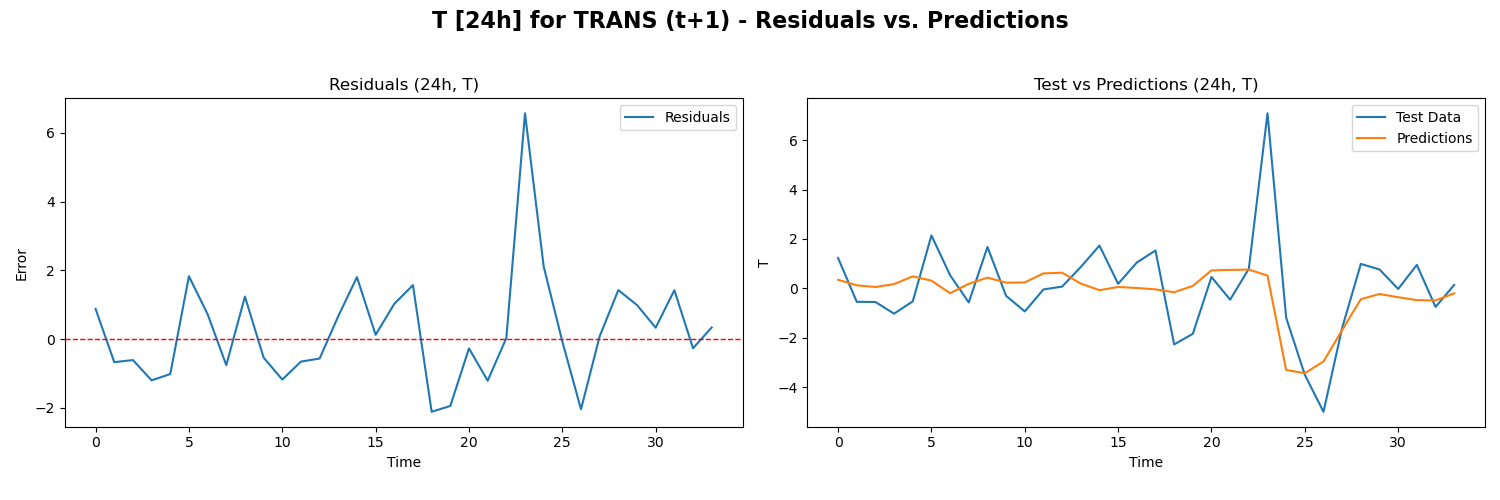 T [24h] for TRANS (t+1) - Residuals vs. Predictions
Residuals (24h, T)
Residuals
Error
6
4
2
0
−2
0 5 10 15 20 25 30
Time
Test vs Predictions (24h, T)
Test Data
Predictions
T
6
4
2
0
−2
−4
0 5 10 15 20 25 30
Time